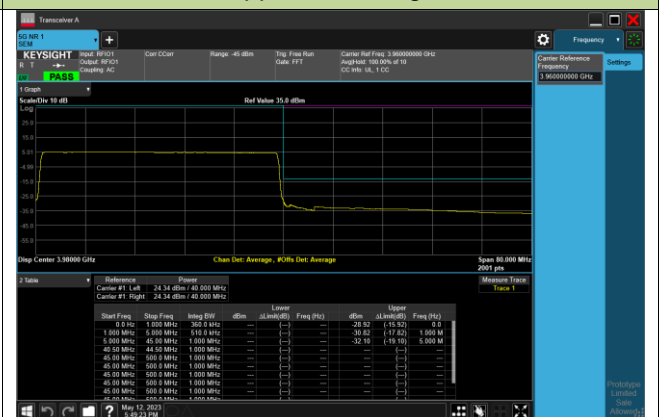 Transceiver A
5G NR 1
SEM
Frequency
KEYSIGHT
R T
LNI
PASS
Input: RFIO1
Output: RFIO1
Coupling: AC
Corr CCorr
Range: -45 dBm
Trig: Free Run
Gate: FFT
Carrier Ref Freq: 3.960000000 GHz
Avg|Hold: 100.00% of 10
CC Info: UL, 1 CC
Carrier Reference
Frequency
3.960000000 GHz
Settings
1 Graph
Scale/Div 10 dB
Ref Value 35.0 dBm
Log
25.0
15.0
5.01
-4.99
-15.0
-25.0
-35.0
-45.0
-55.0
Disp Center 3.98000 GHz
Chan Det: Average , #Offs Det: Average
Span 80.000 MHz
2001 pts
2 Table
Reference Power
Carrier #1: Left 24.34 dBm / 40.000 MHz
Carrier #1: Right 24.34 dBm / 40.000 MHz
Measure Trace
Trace 1
Lower Upper
Start Freq Stop Freq Integ BW dBm ΔLimit(dB) Freq (Hz) dBm ΔLimit(dB) Freq (Hz)
0.0 Hz 1.000 MHz 360.0 kHz --- (---) --- -28.92 (-15.92) 0.0
1.000 MHz 5.000 MHz 510.0 kHz --- (---) --- -30.82 (-17.82) 1.000 M
5.000 MHz 45.00 MHz 1.000 MHz --- (---) --- -32.10 (-19.10) 5.000 M
40.50 MHz 44.50 MHz 1.000 MHz --- (---) --- --- (---) ---
45.00 MHz 500.0 MHz 1.000 MHz --- (---) --- --- (---) ---
45.00 MHz 500.0 MHz 1.000 MHz --- (---) --- --- (---) ---
45.00 MHz 500.0 MHz 1.000 MHz --- (---) --- --- (---) ---
45.00 MHz 500.0 MHz 1.000 MHz --- (---) --- --- (---) ---
45.00 MHz 500.0 MHz 1.000 MHz --- (---) --- --- (---) ---
Prototype
Limited
Sale
Allowed
May 12, 2023
5:49:23 PM